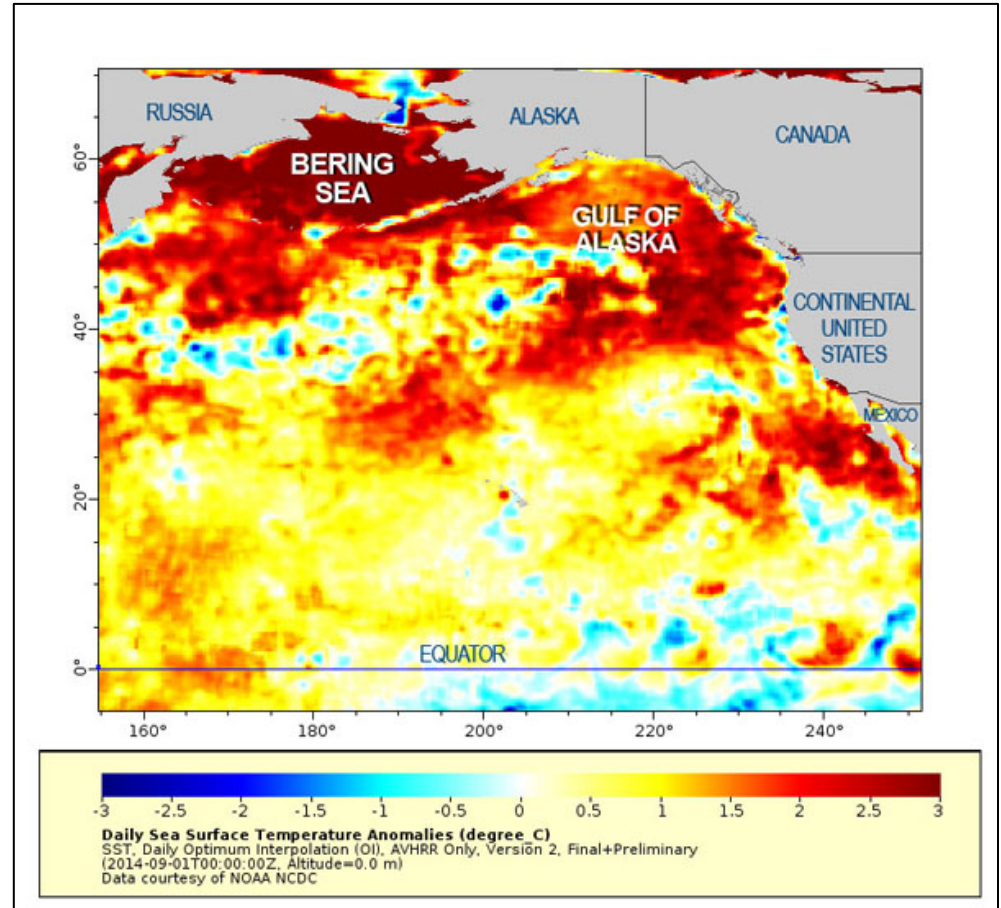 RUSSIA
ALASKA
CANADA
BERING
SEA
GULF OF
ALASKA
CONTINENTAL
UNITED
STATES
MEXICO
EQUATOR
60°
40°
20°
0°
160°
180°
200°
220°
240°
-3
-2.5
-2
-1.5
-1
-0.5
0
0.5
1
1.5
2
2.5
3
Daily Sea Surface Temperature Anomalies (degree_C)
SST, Daily Optimum Interpolation (OI), AVHRR Only, Version 2, Final+Preliminary
(2014-09-01T00:00:00Z, Altitude=0.0 m)
Data courtesy of NOAA NCDC